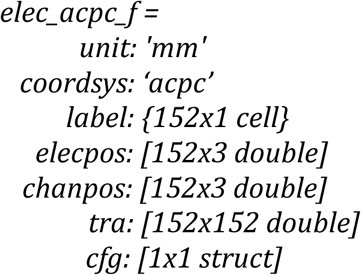 elec_acpc_f =
unit: 'mm'
coordsys: ‘acpc’
label: {152x1 cell}
elecpos: [152x3 double]
chanpos: [152x3 double]
tra: [152x152 double]
cfg: [1x1 struct]